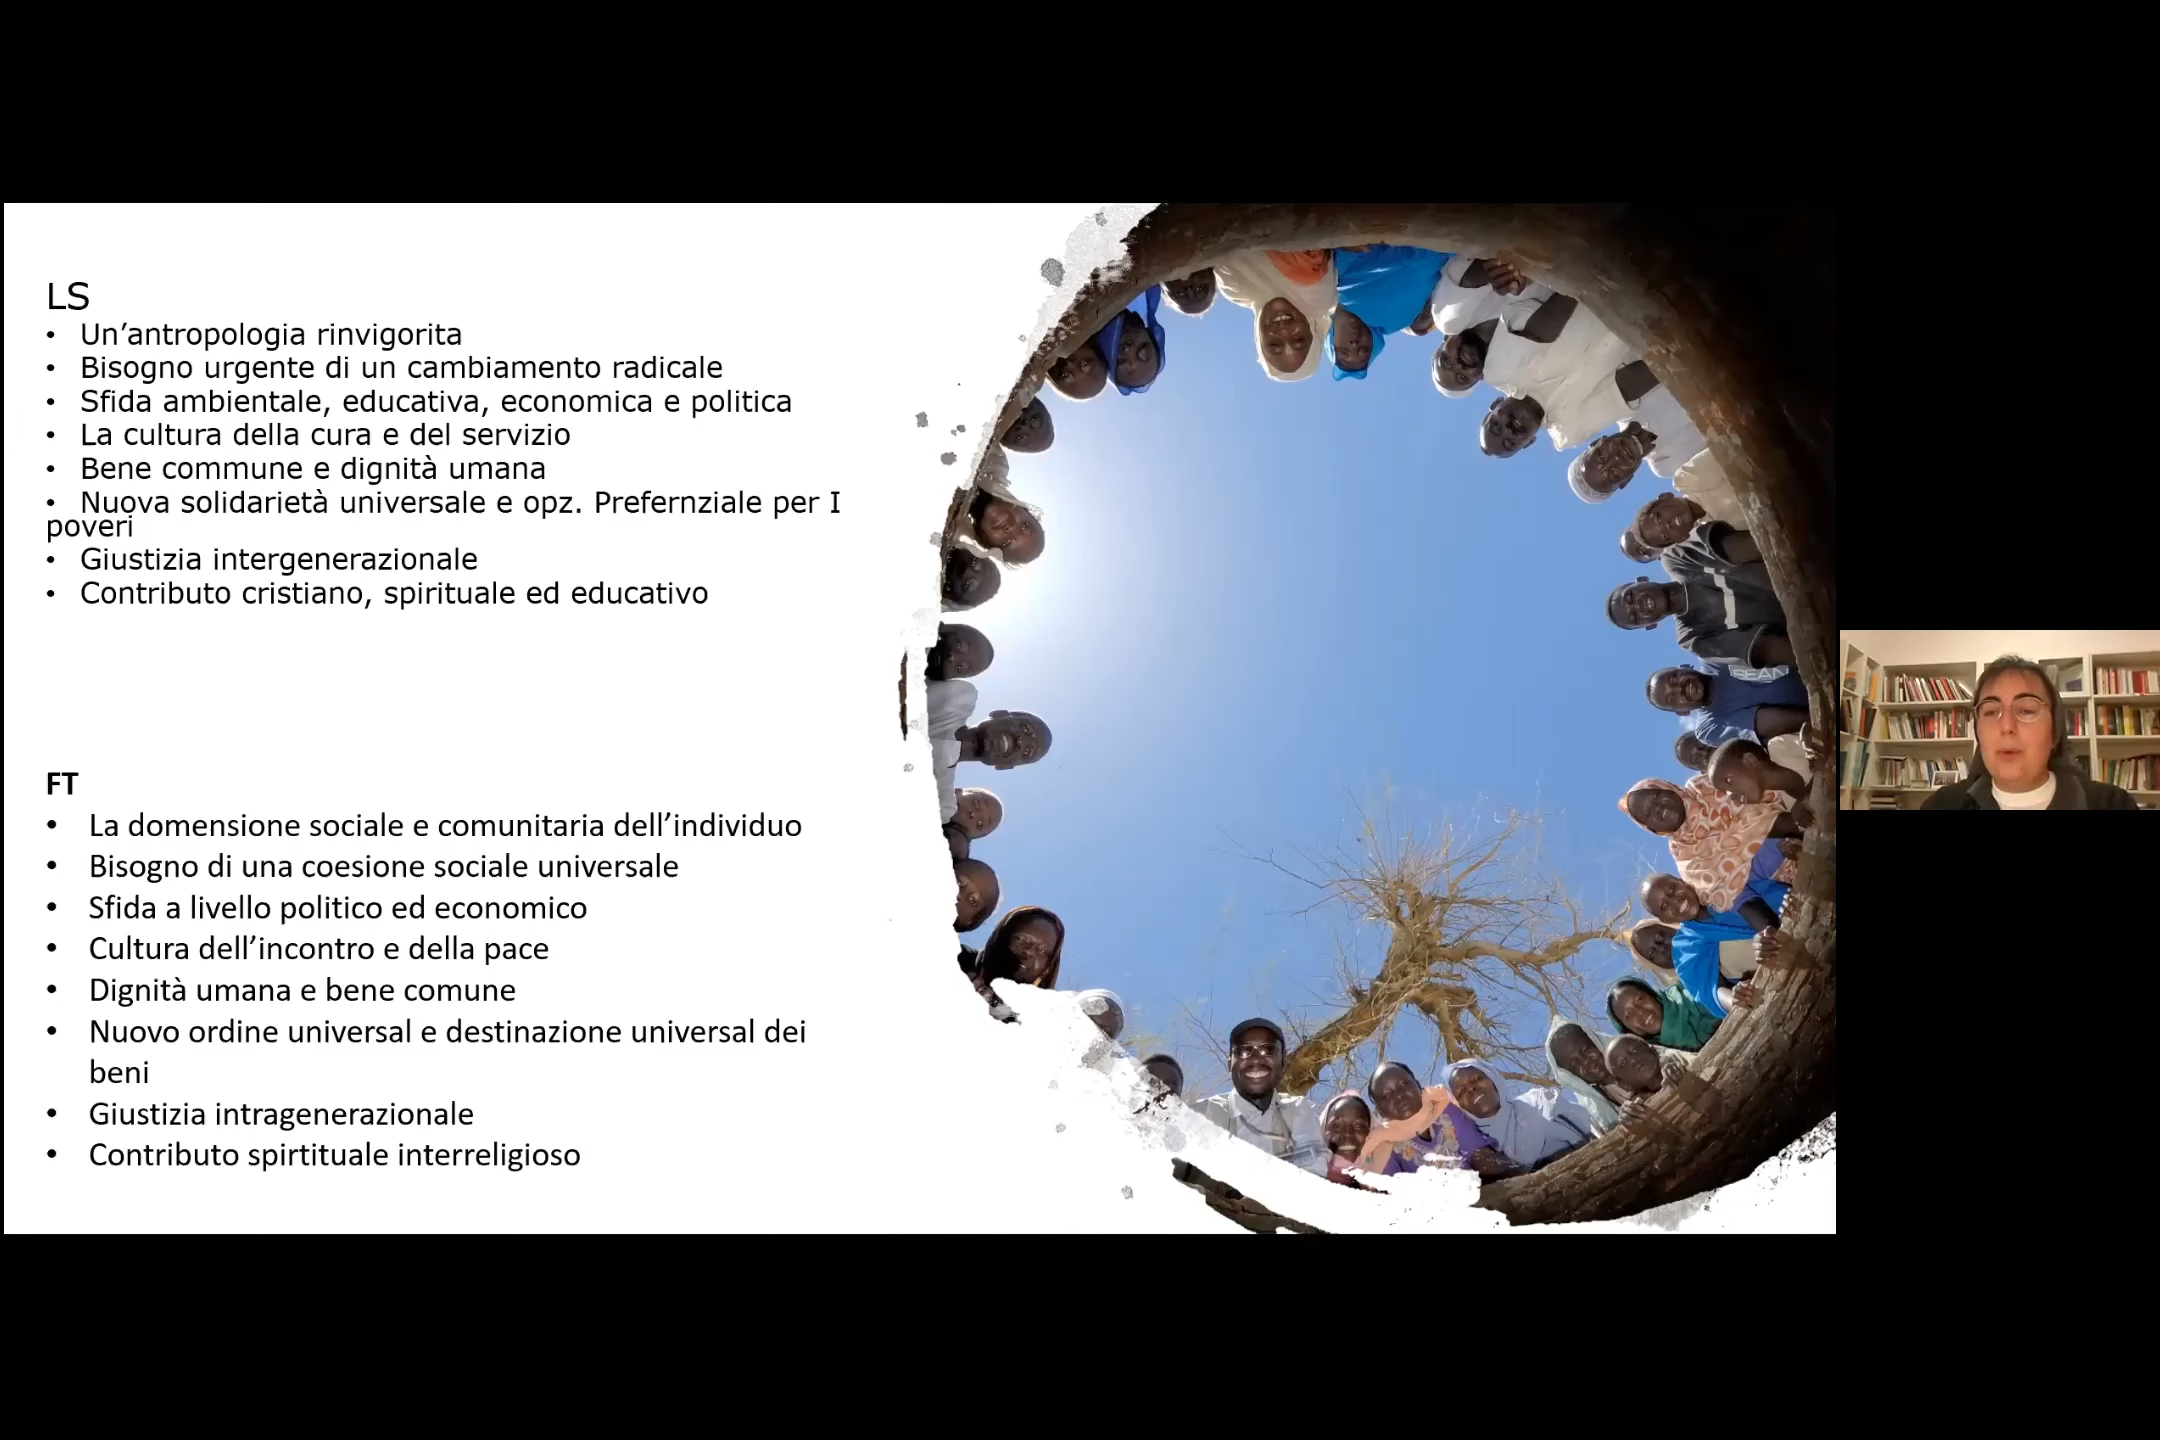 LS
• Un’antropologia rinvigorita
• Bisogno urgente di un cambiamento radicale
• Sfida ambientale, educativa, economica e politica
• La cultura della cura e del servizio
• Bene commune e dignità umana
• Nuova solidarietà universale e opz. Prefernziale per I
poveri
• Giustizia intergenerazionale
• Contributo cristiano, spirituale ed educativo
FT
• La domensione sociale e comunitaria dell’individuo
• Bisogno di una coesione sociale universale
• Sfida a livello politico ed economico
• Cultura dell’incontro e della pace
• Dignità umana e bene comune
• Nuovo ordine universal e destinazione universal dei
beni
• Giustizia intragenerazionale
• Contributo spirtituale interreligioso